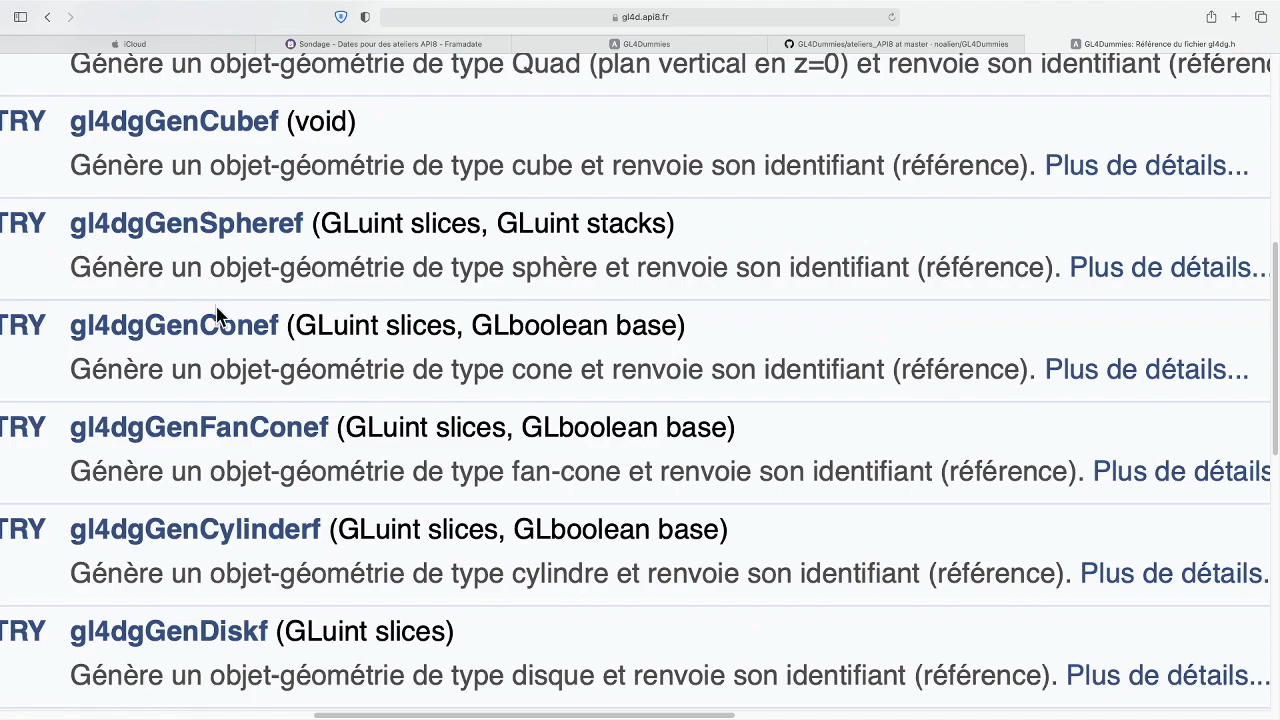 gl4d.api8.fr
iCloud
Sondage - Dates pour des ateliers API8 - Framadate
GL4Dummies
GL4Dummies/ateliers_API8 at master · noalien/GL4Dummies
GL4Dummies: Référence du fichier gl4dg.h
Génère un objet-géométrie de type Quad (plan vertical en z=0) et renvoie son identifiant (référen
TRY gl4dgGenCubef (void)
Génère un objet-géométrie de type cube et renvoie son identifiant (référence). Plus de détails...
TRY gl4dgGenSpheref (GLuint slices, GLuint stacks)
Génère un objet-géométrie de type sphère et renvoie son identifiant (référence). Plus de détails...
TRY gl4dgGenConef (GLuint slices, GLboolean base)
Génère un objet-géométrie de type cone et renvoie son identifiant (référence). Plus de détails...
TRY gl4dgGenFanConef (GLuint slices, GLboolean base)
Génère un objet-géométrie de type fan-cone et renvoie son identifiant (référence). Plus de détails
TRY gl4dgGenCylinderf (GLuint slices, GLboolean base)
Génère un objet-géométrie de type cylindre et renvoie son identifiant (référence). Plus de détails.
TRY gl4dgGenDiskf (GLuint slices)
Génère un objet-géométrie de type disque et renvoie son identifiant (référence). Plus de détails...